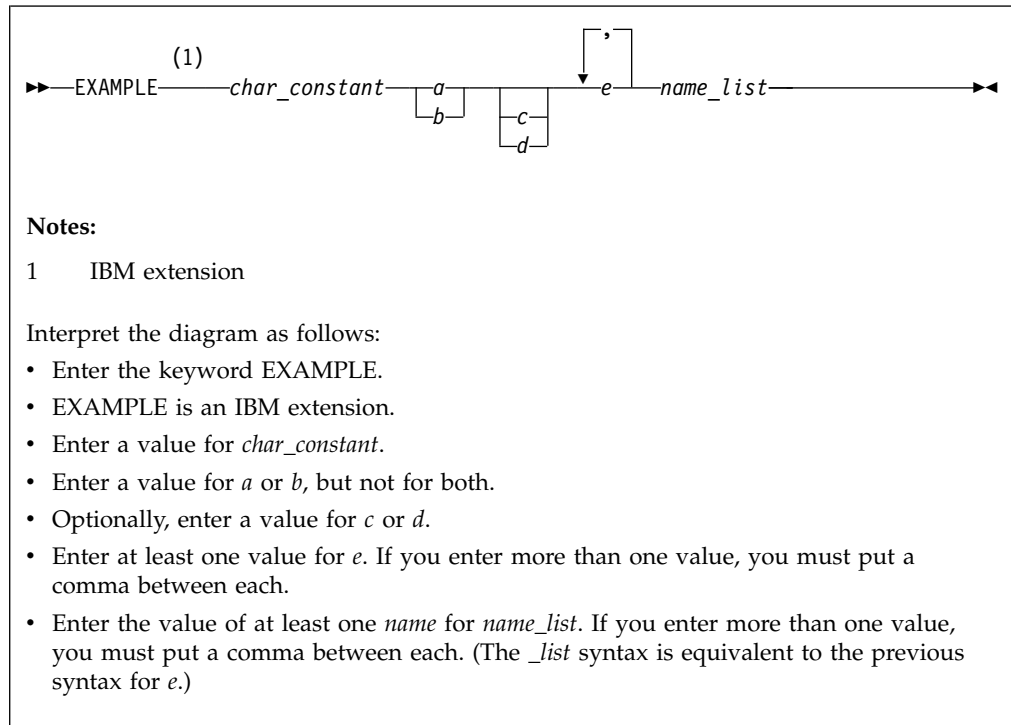 ,
(1)
EXAMPLE char_constant a e name_list
b c
d
Notes:
1 IBM extension
Interpret the diagram as follows:
• Enter the keyword EXAMPLE.
• EXAMPLE is an IBM extension.
• Enter a value for char_constant.
• Enter a value for a or b, but not for both.
• Optionally, enter a value for c or d.
• Enter at least one value for e. If you enter more than one value, you must put a
comma between each.
• Enter the value of at least one name for name_list. If you enter more than one value,
you must put a comma between each. (The _list syntax is equivalent to the previous
syntax for e.)